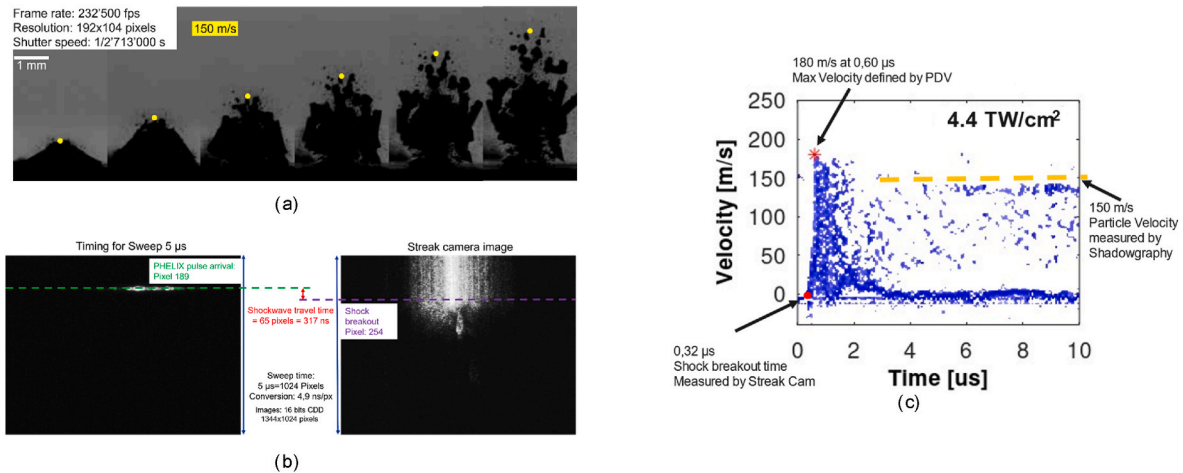 Frame rate: 232'500 fps
Resolution: 192x104 pixels
Shutter speed: 1/2'713'000 s
150 m/s
1 mm
(a)
Timing for Sweep 5 µs
Streak camera image
PHELIX pulse arrival:
Pixel 189
Shockwave travel time
= 65 pixels = 317 ns
Shock
breakout
Pixel: 254
Sweep time:
5 µs=1024 Pixels
Conversion: 4,9 ns/px
Images: 16 bits CDD
1344x1024 pixels
(b)
180 m/s at 0,60 µs
Max Velocity defined by PDV
4.4 TW/cm²
Velocity [m/s]
250
200
150
100
50
0
0 2 4 6 8 10
Time [us]
150 m/s
Particle Velocity
measured by
Shadowgraphy
0,32 µs
Shock breakout time
Measured by Streak Cam
(c)